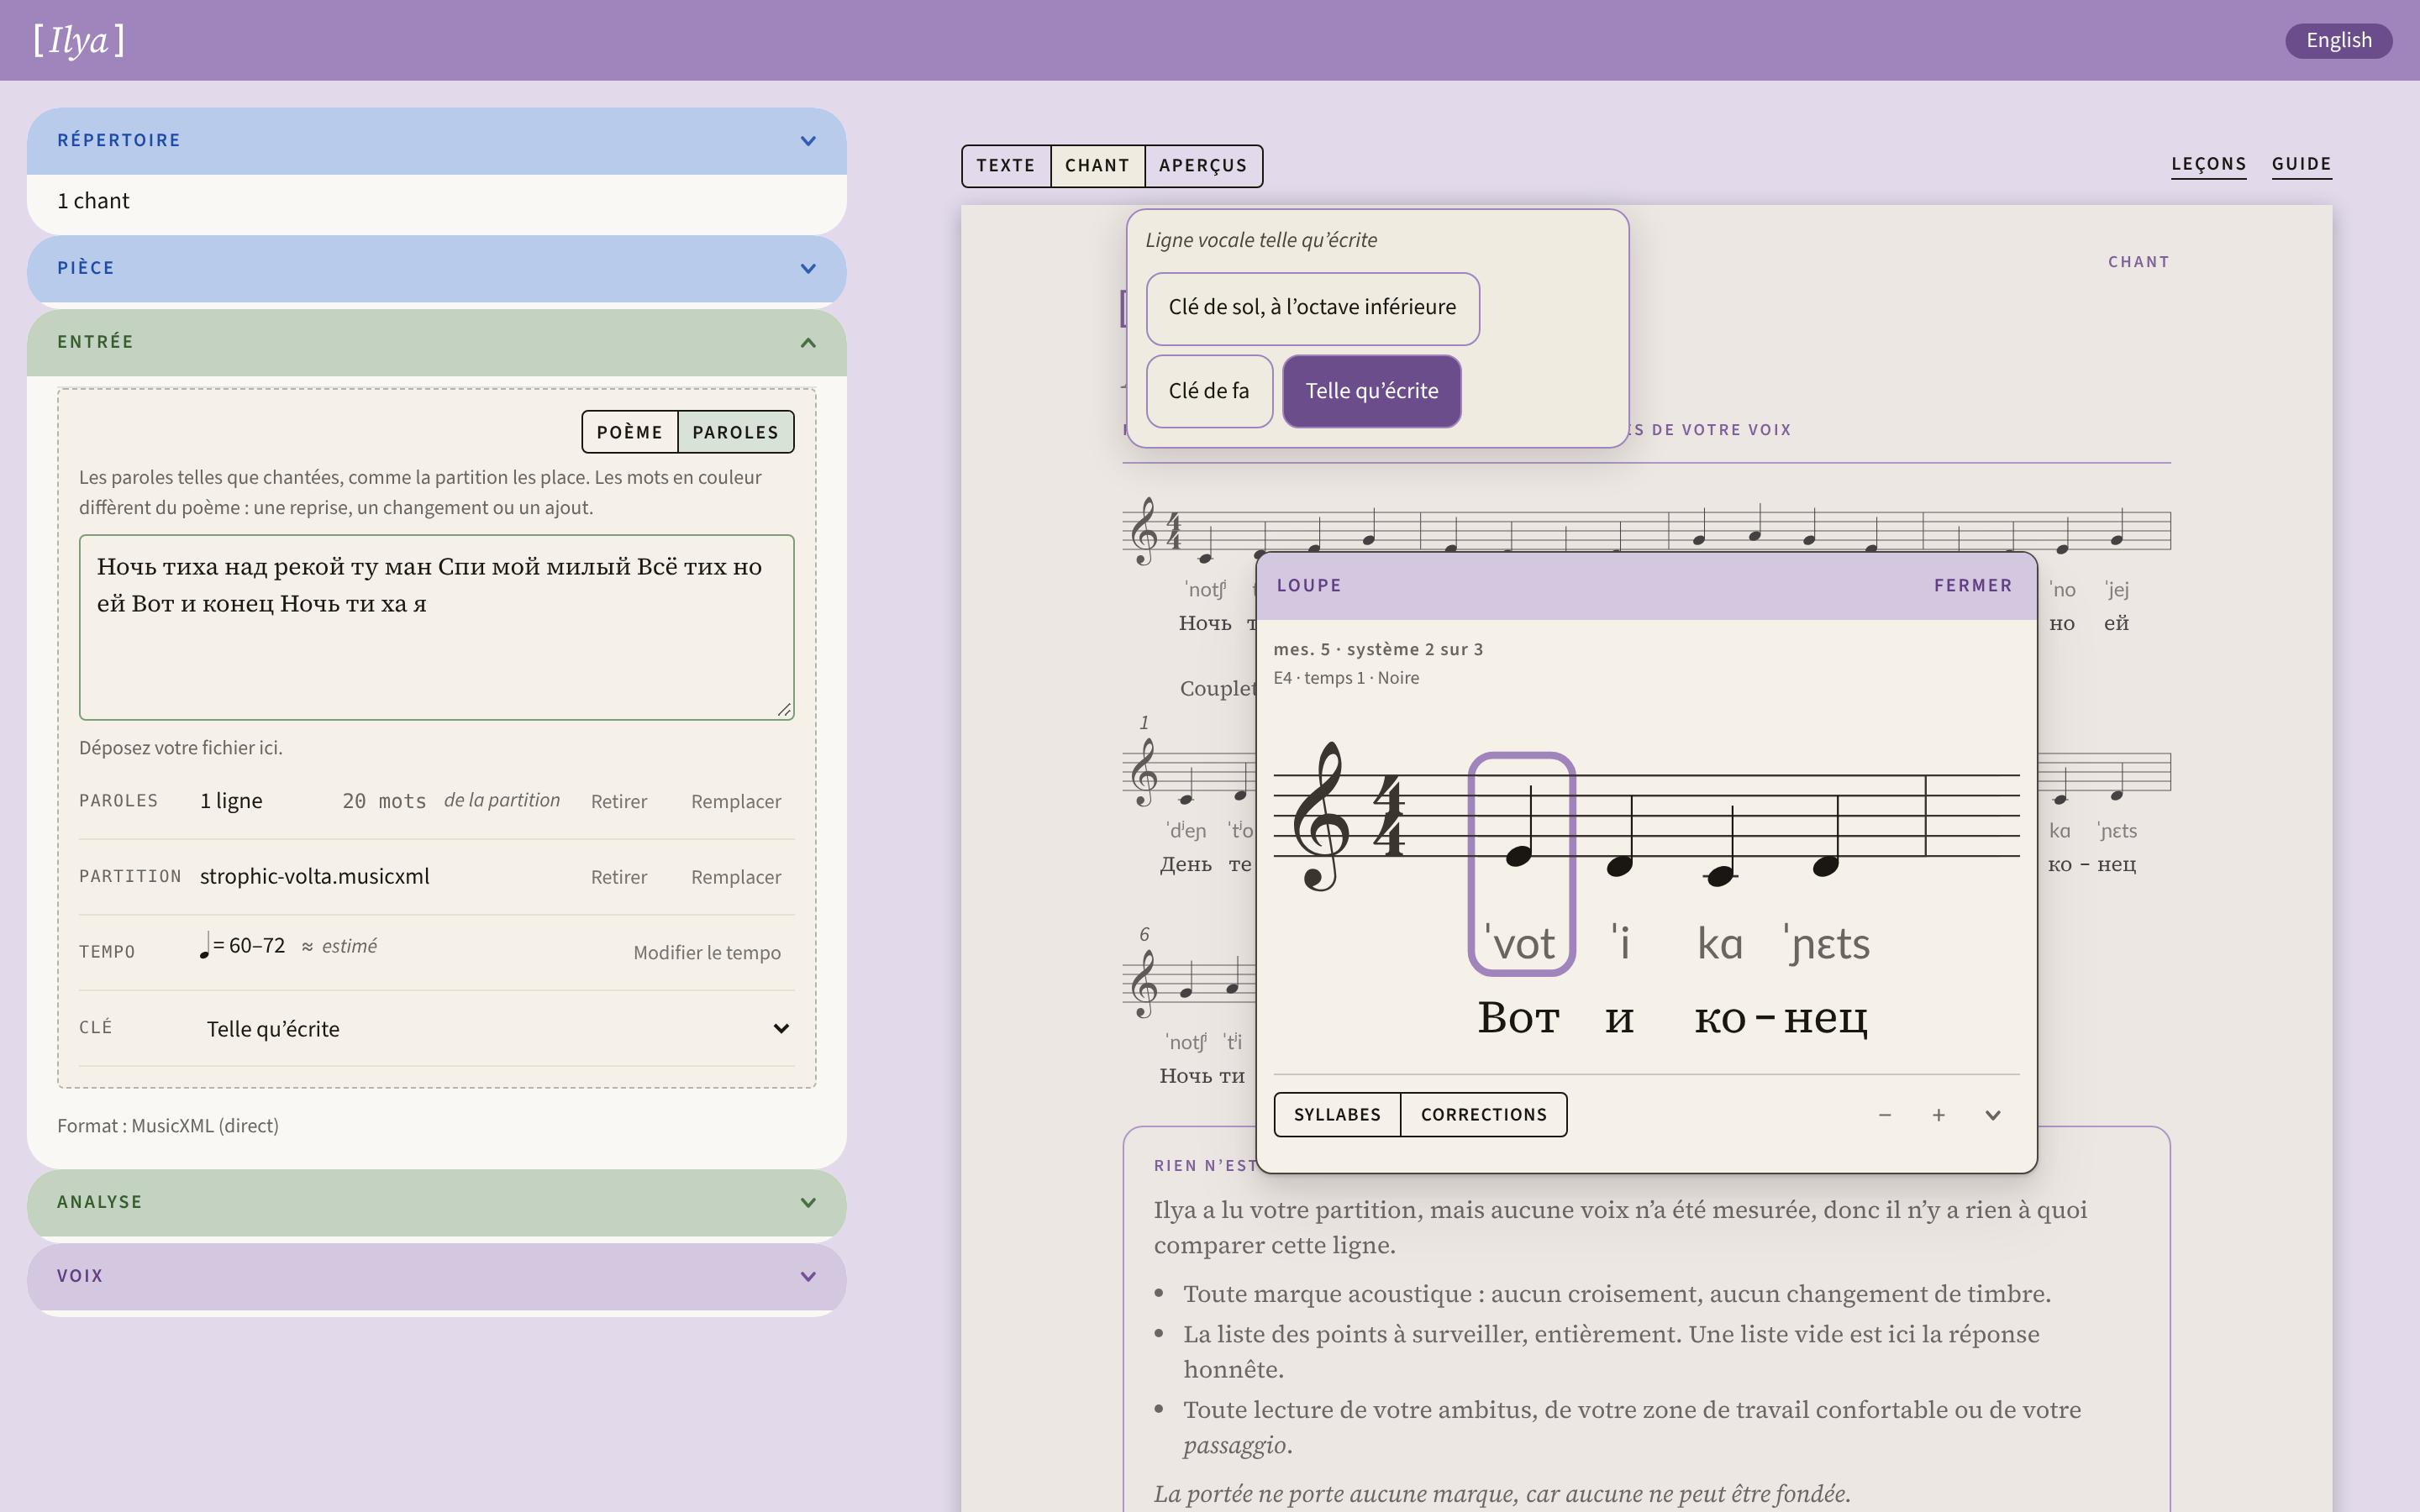 [Ilya]
English
RÉPERTOIRE
1 chant
PIÈCE
ENTRÉE
POÈME PAROLES
Les paroles telles que chantées, comme la partition les place. Les mots en couleur
diffèrent du poème : une reprise, un changement ou un ajout.
Ночь тиха над рекой ту ман Спи мой милый Всё тих но
ей Вот и конец Ночь ти ха я
Déposez votre fichier ici.
PAROLES 1 ligne 20 mots de la partition Retirer Remplacer
PARTITION strophic-volta.musicxml Retirer Remplacer
TEMPO = 60–72 ≈ estimé Modifier le tempo
CLÉ Telle qu’écrite
Format : MusicXML (direct)
ANALYSE
VOIX
TEXTE CHANT APERÇUS
LEÇONS GUIDE
CHANT
Ligne vocale telle qu’écrite
Clé de sol, à l’octave inférieure
Clé de fa Telle qu’écrite
DE VOTRE VOIX
4
4
ˈnotʃʲ ˈno ˈjej
Ночь но ей
Couplet
1
ˈdʲeɲ ka ˈɲɛts
День те ко – нец
6
ˈnotʃʲ ˈtʲi
Ночь ти
LOUPE FERMER
mes. 5 · système 2 sur 3
E4 · temps 1 · Noire
4
4
ˈvot ˈi ka ˈɲɛts
Вот и ко – нец
SYLLABES CORRECTIONS − +
RIEN N’EST
Ilya a lu votre partition, mais aucune voix n’a été mesurée, donc il n’y a rien à quoi
comparer cette ligne.
• Toute marque acoustique : aucun croisement, aucun changement de timbre.
• La liste des points à surveiller, entièrement. Une liste vide est ici la réponse
honnête.
• Toute lecture de votre ambitus, de votre zone de travail confortable ou de votre
passaggio.
La portée ne porte aucune marque, car aucune ne peut être fondée.